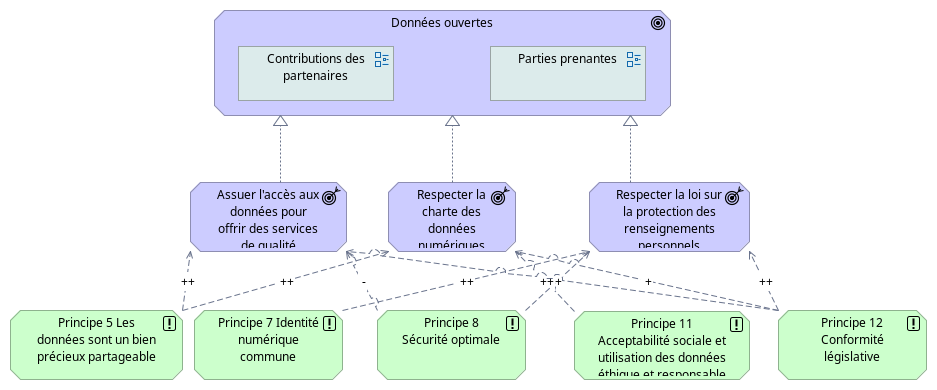 Données ouvertes
Contributions des
partenaires
Parties prenantes
Assuer l'accès aux
données pour
offrir des services
de qualité
Respecter la
charte des
données
numériques
Respecter la loi sur
la protection des
renseignements
personnels
++
++
-
++
++
+
+
++
Principe 5 Les
données sont un bien
précieux partageable
Principe 7 Identité
numérique
commune
Principe 8
Sécurité optimale
Principe 11
Acceptabilité sociale et
utilisation des données
éthique et responsable
Principe 12
Conformité
législative